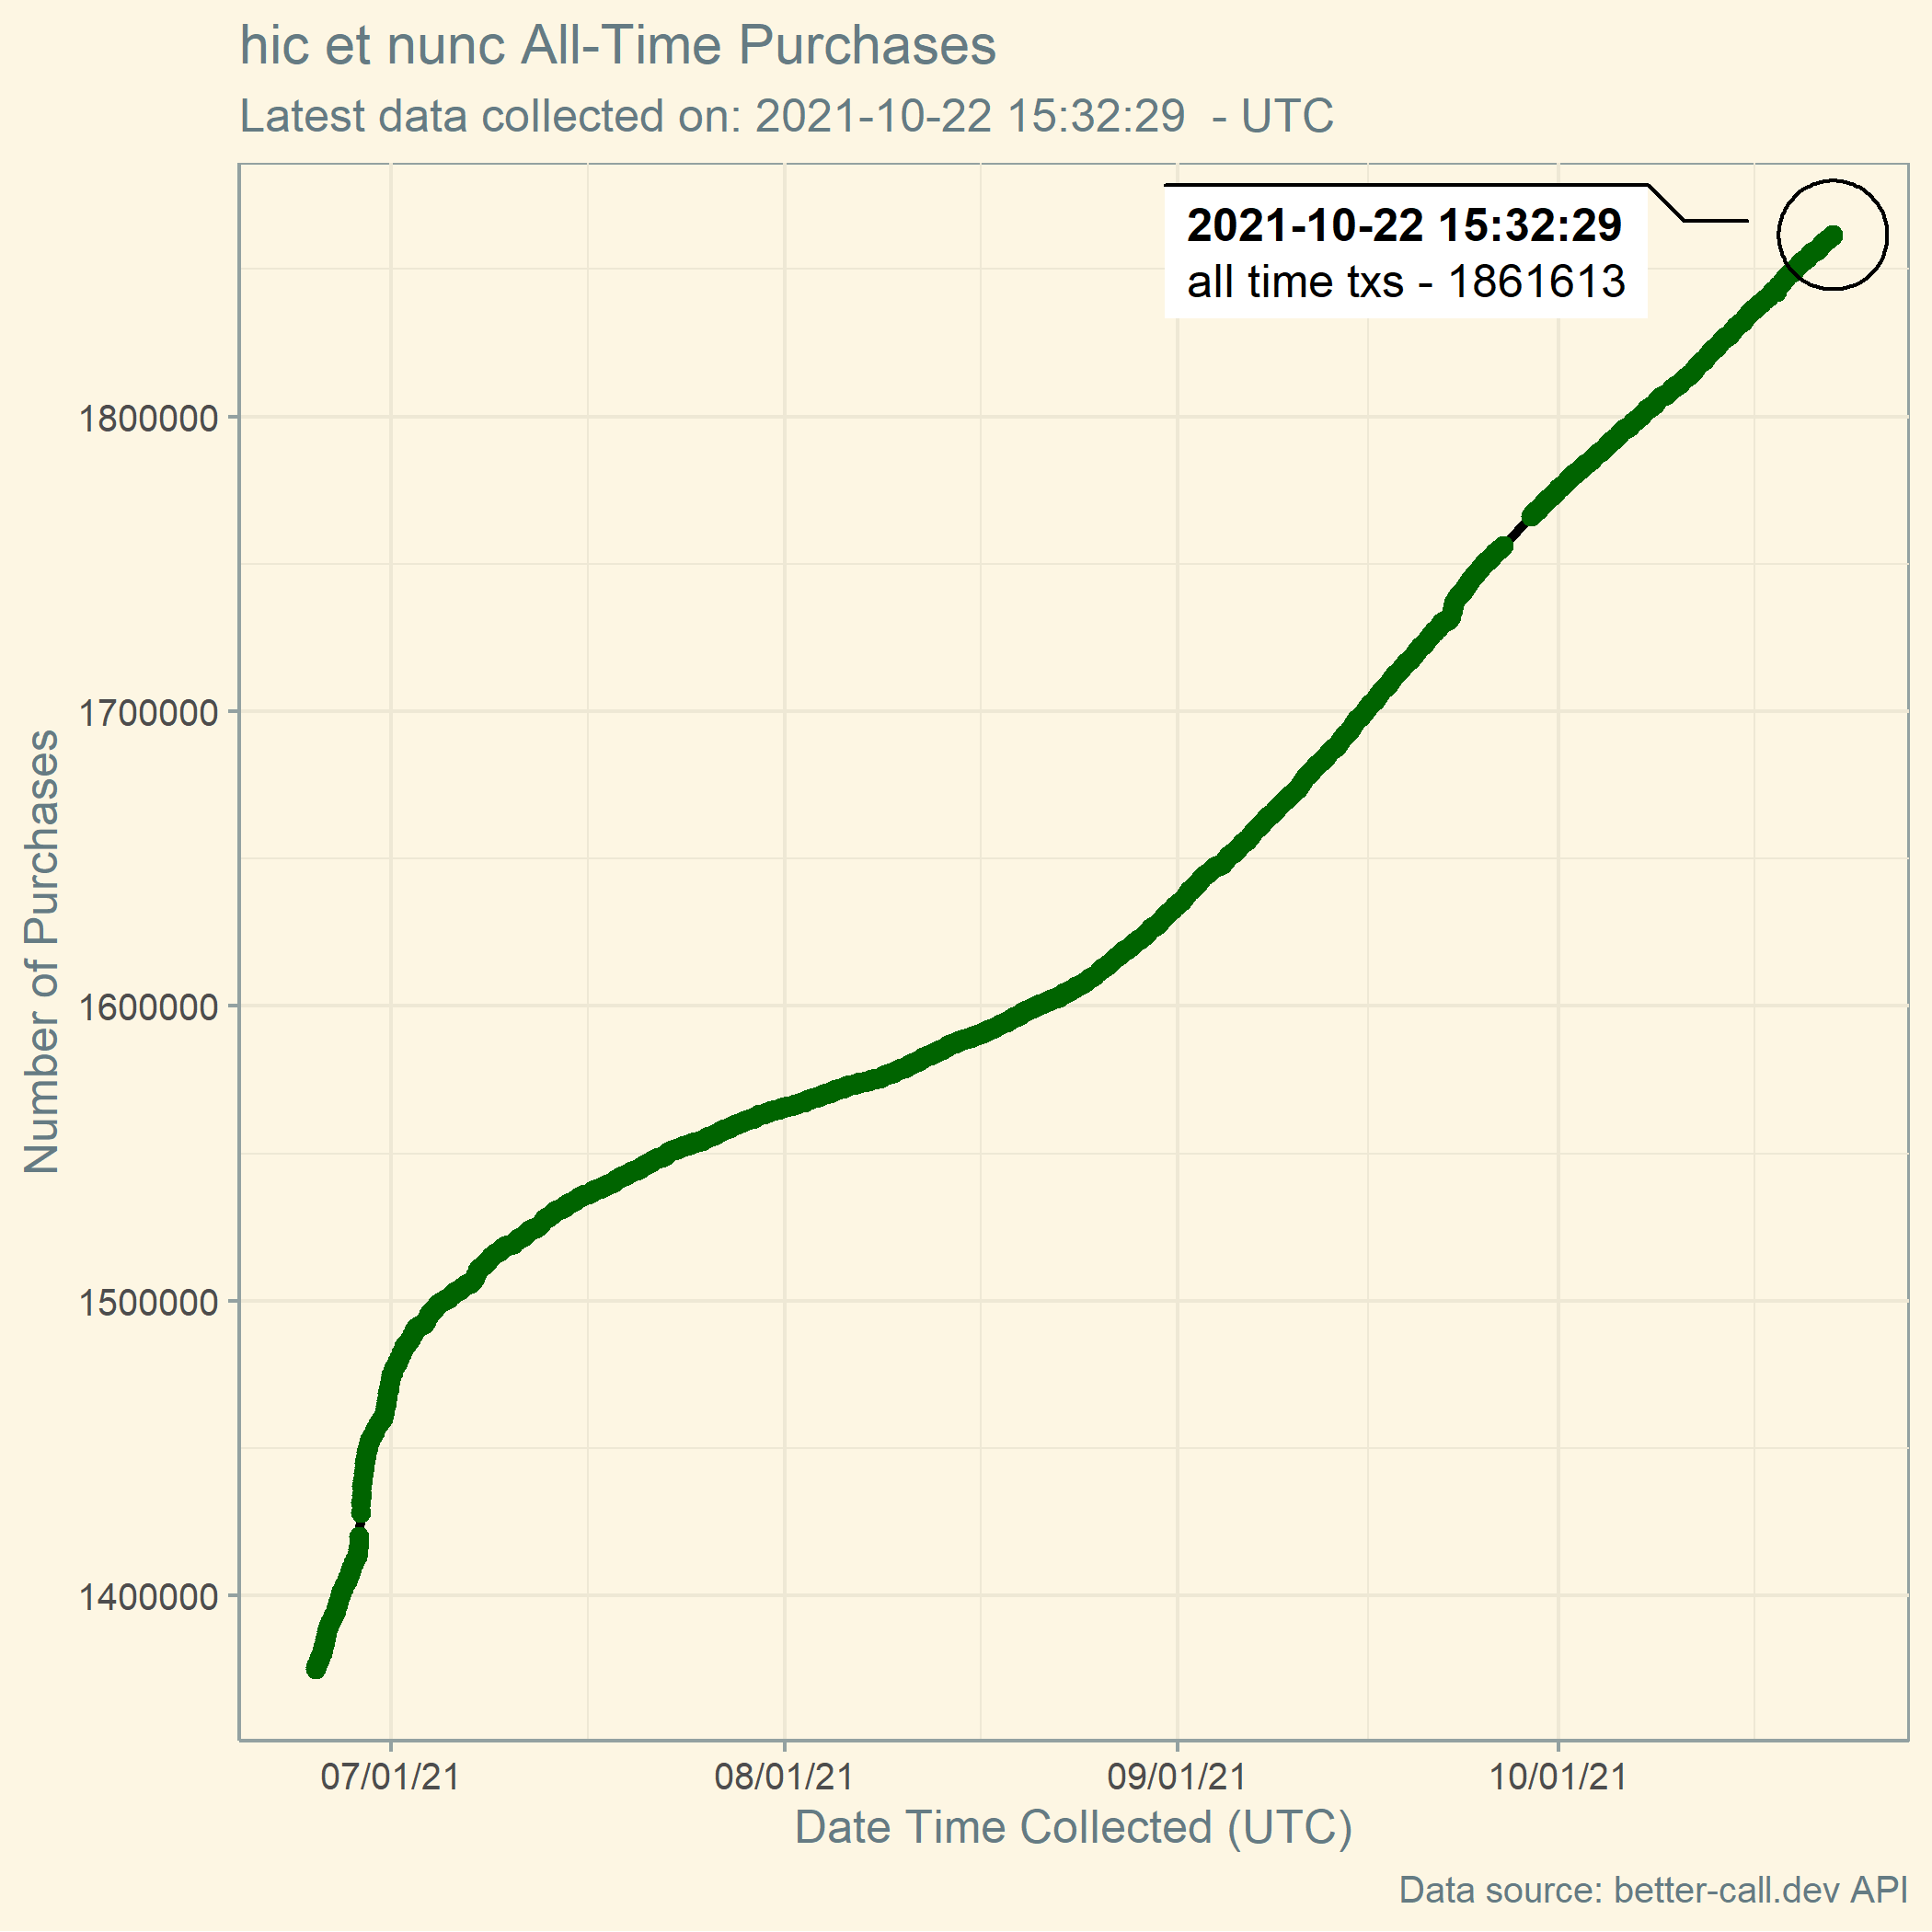 hic et nunc All-Time Purchases
Latest data collected on: 2021-10-22 15:32:29  - UTC
2021-10-22 15:32:29
all time txs - 1861613
Number of Purchases
1800000
1700000
1600000
1500000
1400000
07/01/21 08/01/21 09/01/21 10/01/21
Date Time Collected (UTC)
Data source: better-call.dev API